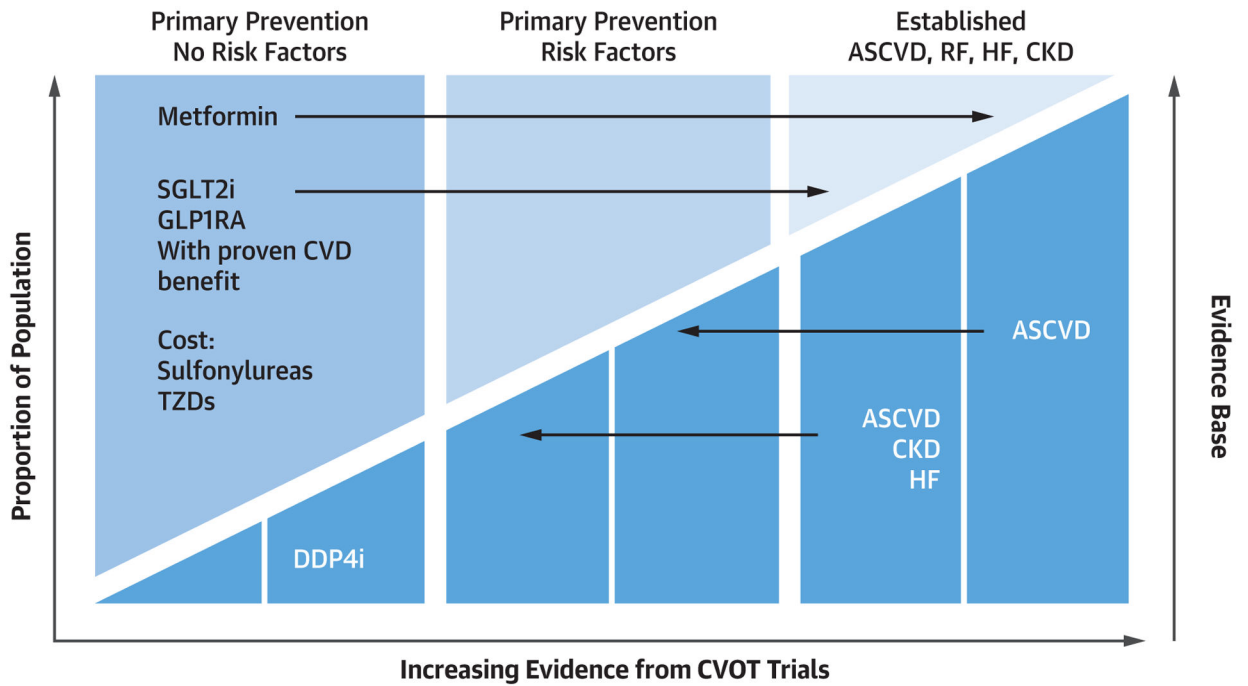 Primary Prevention
No Risk Factors
Primary Prevention
Risk Factors
Established
ASCVD, RF, HF, CKD
Proportion of Population
Metformin
SGLT2i
GLP1RA
With proven CVD
benefit
Cost:
Sulfonylureas
TZDs
ASCVD
ASCVD
CKD
HF
DDP4i
Evidence Base
Increasing Evidence from CVOT Trials